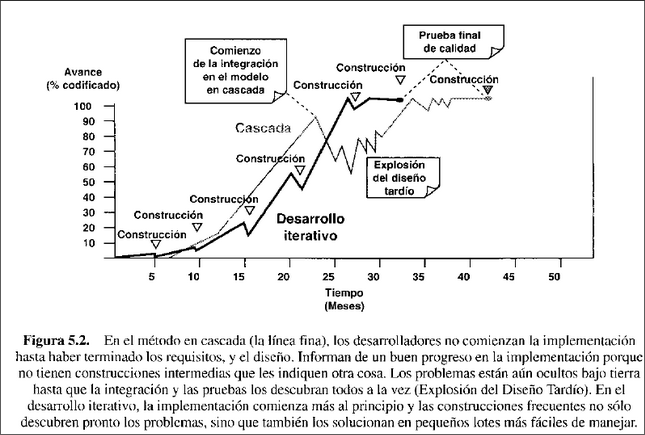 Comienzo
de la integración
en el modelo
en cascada
Prueba final
de calidad
Avance
(% codificado)
Construcción
Construcción
Construcción
100
90
80
70
60
50
40
30
20
10
Cascada
Construcción
Explosión
del diseño
tardío
Construcción
Construcción
Desarrollo
iterativo
Construcción
5
10
15
20
25
30
35
40
45
50
Tiempo
(Meses)
Figura 5.2. En el método en cascada (la línea fina), los desarrolladores no comienzan la implementación
hasta haber terminado los requisitos, y el diseño. Informan de un buen progreso en la implementación porque
no tienen construcciones intermedias que les indiquen otra cosa. Los problemas están aún ocultos bajo tierra
hasta que la integración y las pruebas los descubran todos a la vez (Explosión del Diseño Tardío). En el
desarrollo iterativo, la implementación comienza más al principio y las construcciones frecuentes no sólo
descubren pronto los problemas, sino que también los solucionan en pequeños lotes más fáciles de manejar.